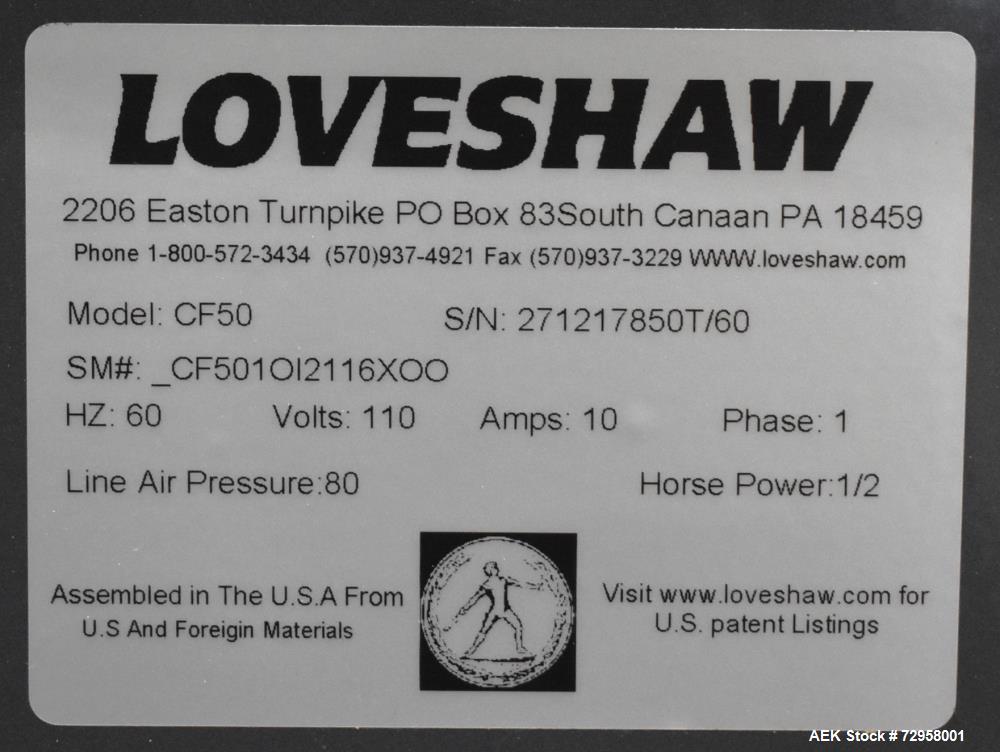 LOVESHAW
2206 Easton Turnpike PO Box 83South Canaan PA 18459
Phone 1-800-572-3434 (570)937-4921 Fax (570)937-3229 WWW.loveshaw.com
Model: CF50 S/N: 271217850T/60
SM#: _CF501OI2116XOO
HZ: 60 Volts: 110 Amps: 10 Phase: 1
Line Air Pressure:80 Horse Power:1/2
Assembled in The U.S.A From
U.S And Foreigin Materials
Visit www.loveshaw.com for
U.S. patent Listings
AEK Stock # 72958001